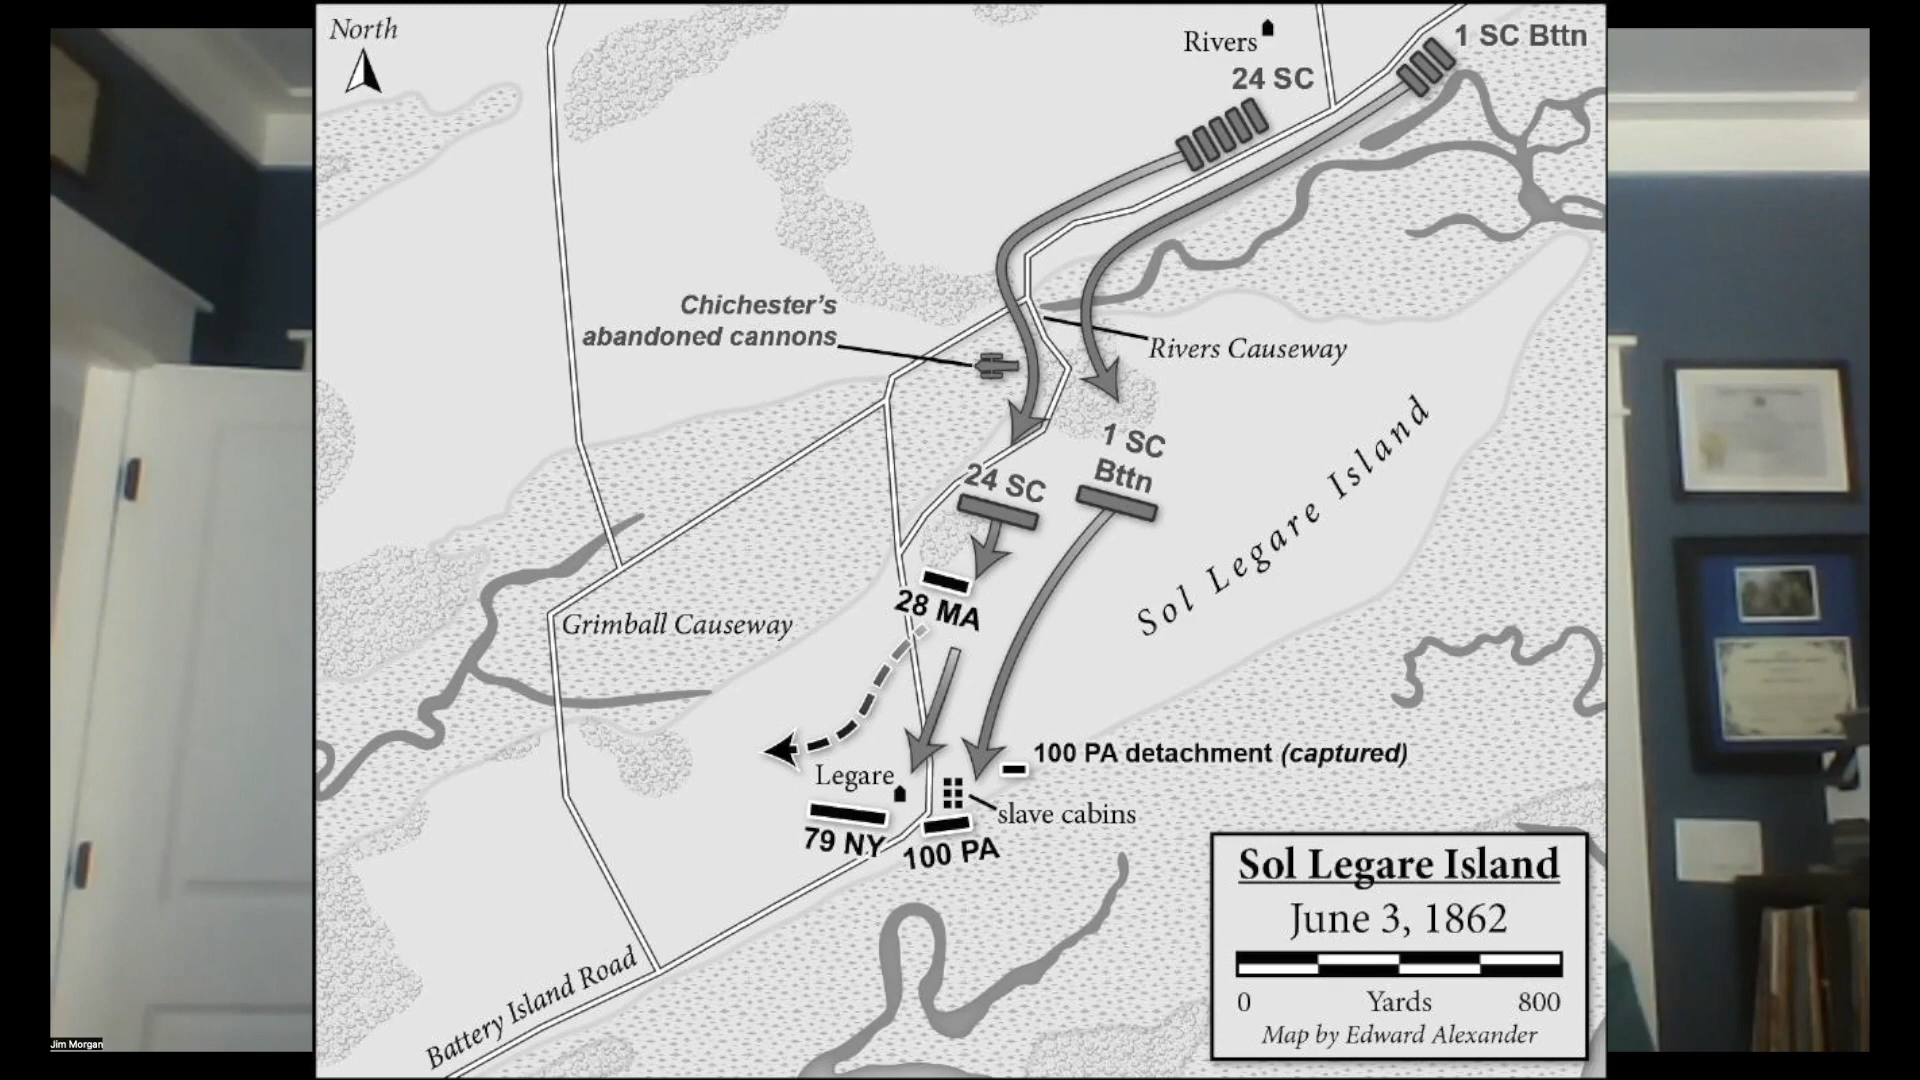 North
Rivers
1 SC Bttn
24 SC
Chichester's
abandoned cannons
Rivers Causeway
1 SC
Bttn
24 SC
Sol Legare Island
28 MA
Grimball Causeway
100 PA detachment (captured)
Legare
slave cabins
79 NY
100 PA
Battery Island Road
Sol Legare Island
June 3, 1862
0 Yards 800
Map by Edward Alexander
Jim Morgan